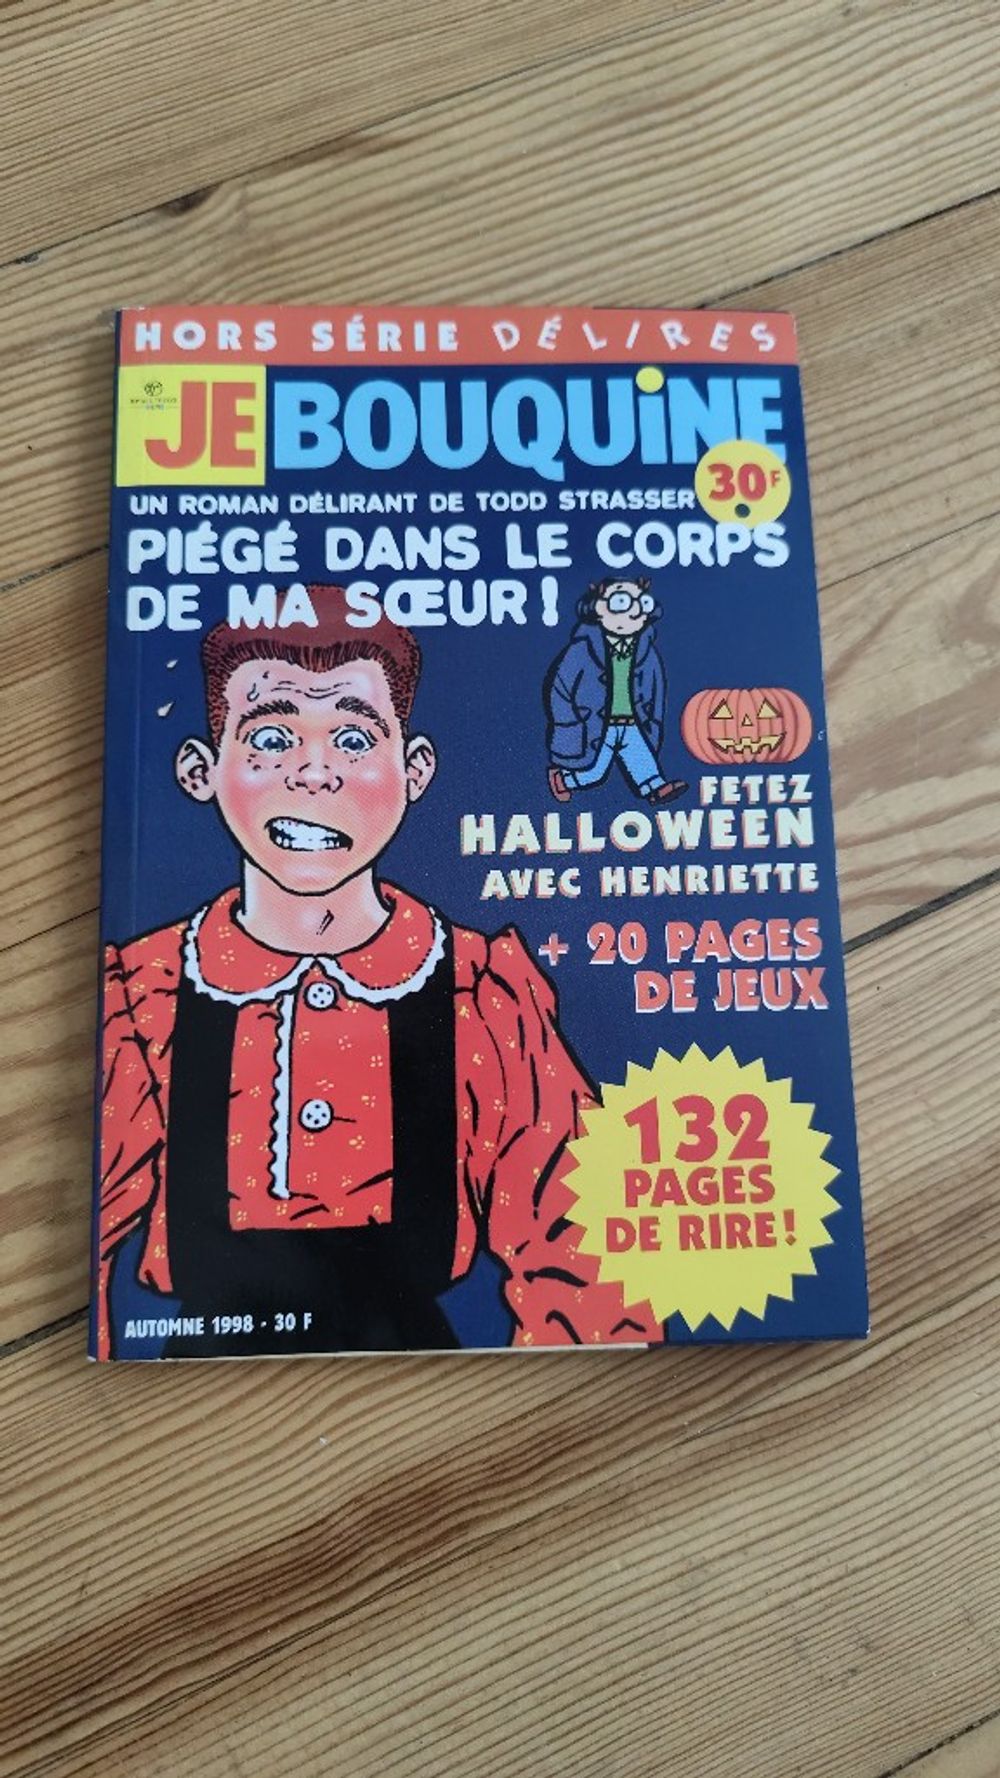 HORS SÉRIE DÉLIRES
JE BOUQUiNE
30F
UN ROMAN DÉLIRANT DE TODD STRASSER
PIÉGÉ DANS LE CORPS
DE MA SŒUR !
FETEZ
HALLOWEEN
AVEC HENRIETTE
+ 20 PAGES
DE JEUX
132
PAGES
DE RIRE !
AUTOMNE 1998 - 30 F